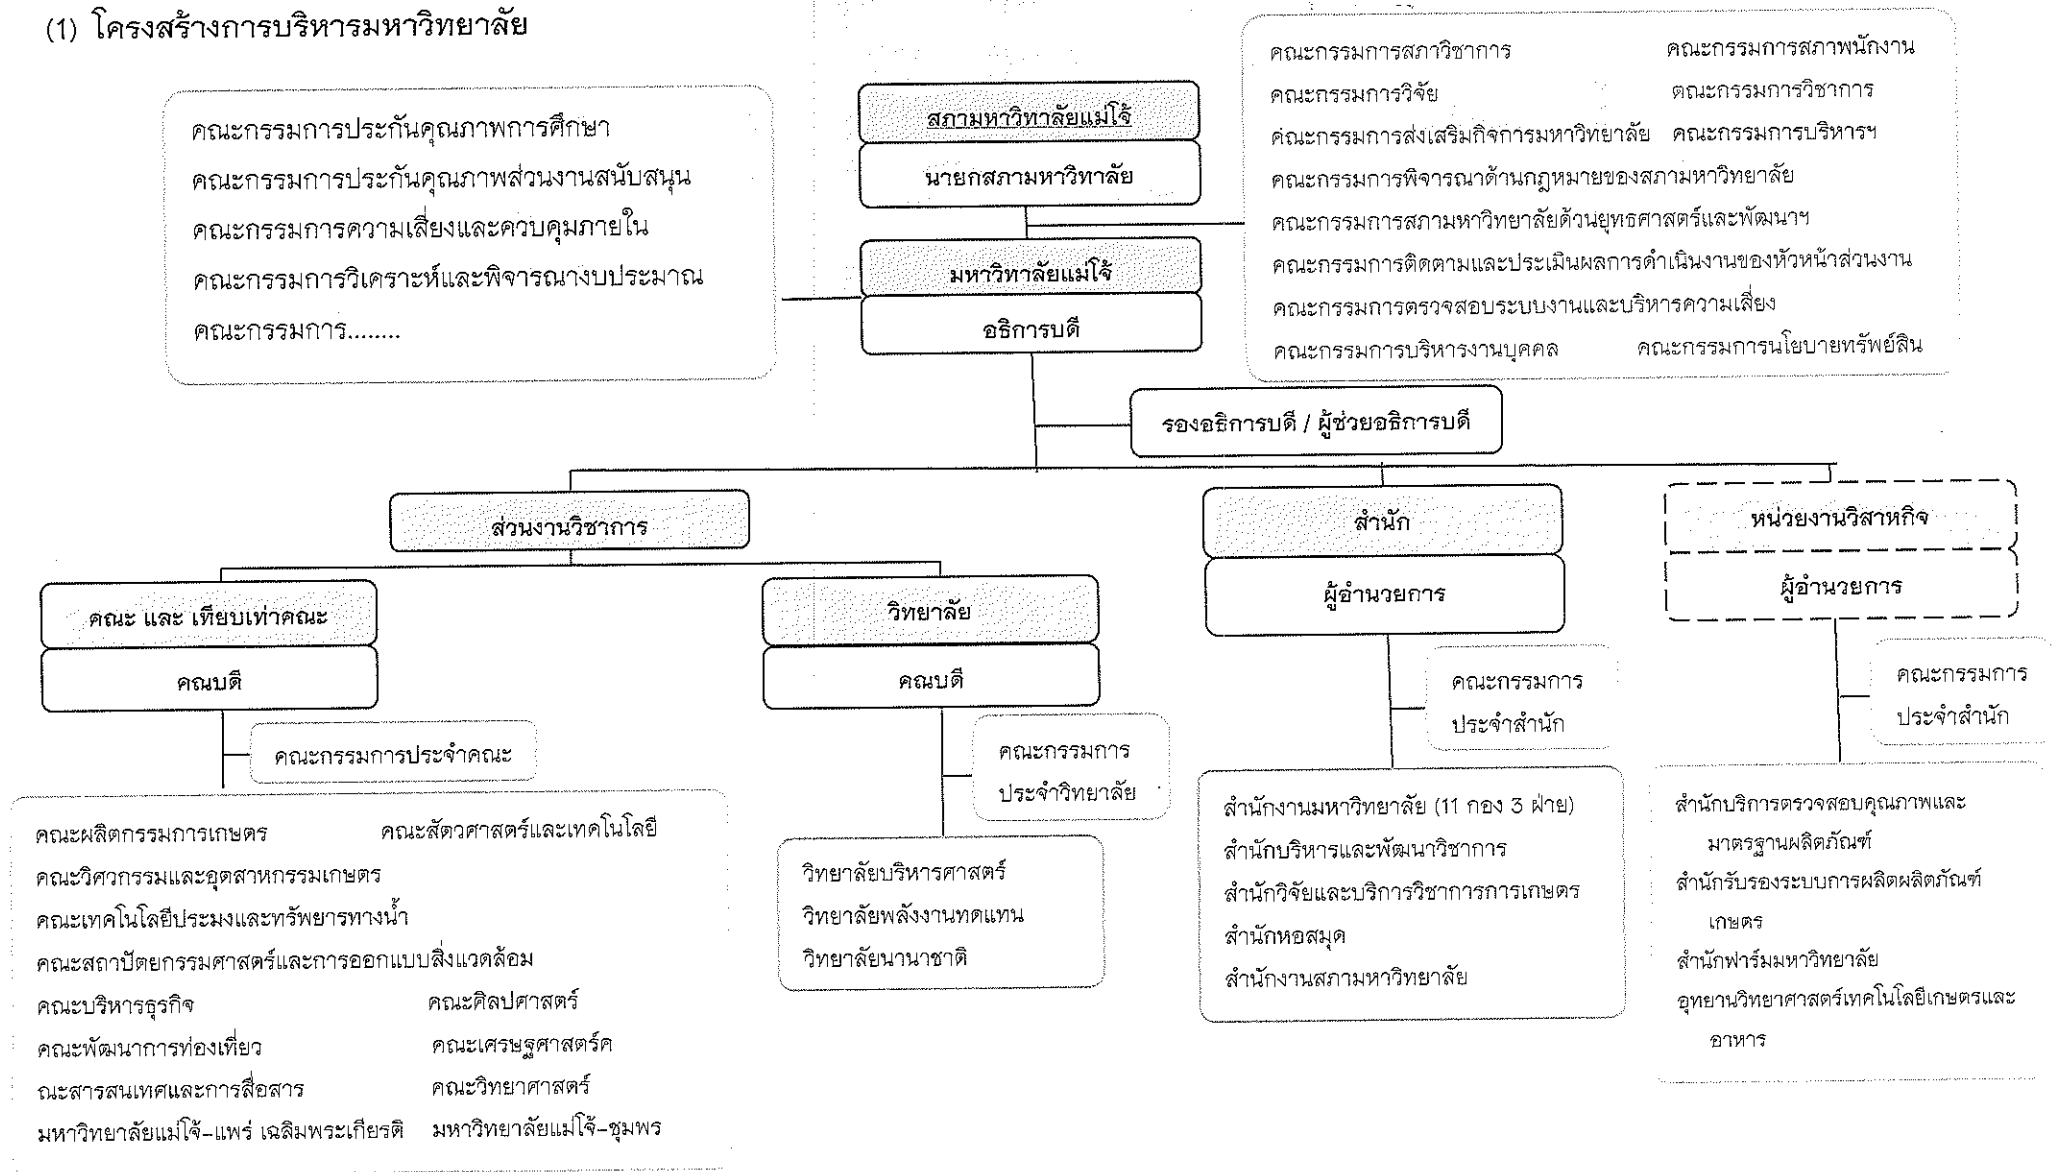 (1) โครงสร้างการบริหารมหาวิทยาลัย
คณะกรรมการประกันคุณภาพการศึกษา
คณะกรรมการประกันคุณภาพส่วนงานสนับสนุน
คณะกรรมการความเสี่ยงและควบคุมภายใน
คณะกรรมการวิเคราะห์และพิจารณางบประมาณ
คณะกรรมการ........
สภามหาวิทยาลัยแม่โจ้
นายกสภามหาวิทาลัย
มหาวิทาลัยแม่โจ้
อธิการบดี
คณะกรรมการสภาวิชาการ คณะกรรมการสภาพนักงาน
คณะกรรมการวิจัย ตณะกรรมการวิชาการ
คณะกรรมการส่งเสริมกิจการมหาวิทยาลัย คณะกรรมการบริหารฯ
คณะกรรมการพิจารณาด้านกฎหมายของสภามหาวิทยาลัย
คณะกรรมการสภามหาวิทยาลัยด้วนยุทธศาสตร์และพัฒนาฯ
คณะกรรมการติดตามและประเมินผลการดำเนินงานของหัวหน้าส่วนงาน
คณะกรรมการตรวจสอบระบบงานและบริหารความเสี่ยง
คณะกรรมการบริหารงานบุคคล คณะกรรมการนโยบายทรัพย์สิน
รองอธิการบดี / ผู้ช่วยอธิการบดี
ส่วนงานวิชาการ
สำนัก
ผู้อำนวยการ
หน่วยงานวิสาหกิจ
ผู้อำนวยการ
คณะ และ เทียบเท่าคณะ
คณบดี
วิทยาลัย
คณบดี
คณะกรรมการประจำคณะ
คณะกรรมการ
ประจำวิทยาลัย
คณะกรรมการ
ประจำสำนัก
คณะกรรมการ
ประจำสำนัก
คณะผลิตกรรมการเกษตร คณะสัตวศาสตร์และเทคโนโลยี
คณะวิศวกรรมและอุตสาหกรรมเกษตร
คณะเทคโนโลยีประมงและทรัพยารทางน้ำ
คณะสถาปัตยกรรมศาสตร์และการออกแบบสิ่งแวดล้อม
คณะบริหารธุรกิจ คณะศิลปศาสตร์
คณะพัฒนาการท่องเที่ยว คณะเศรษฐศาสตร์ค
ณะสารสนเทศและการสื่อสาร คณะวิทยาศาสตร์
มหาวิทยาลัยแม่โจ้-แพร่ เฉลิมพระเกียรติ มหาวิทยาลัยแม่โจ้-ชุมพร
วิทยาลัยบริหารศาสตร์
วิทยาลัยพลังงานทดแทน
วิทยาลัยนานาชาติ
สำนักงานมหาวิทยาลัย (11 กอง 3 ฝ่าย)
สำนักบริหารและพัฒนาวิชาการ
สำนักวิจัยและบริการวิชาการการเกษตร
สำนักหอสมุด
สำนักงานสภามหาวิทยาลัย
สำนักบริการตรวจสอบคุณภาพและ
มาตรฐานผลิตภัณฑ์
สำนักรับรองระบบการผลิตผลิตภัณฑ์
เกษตร
สำนักฟาร์มมหาวิทยาลัย
อุทยานวิทยาศาสตร์เทคโนโลยีเกษตรและ
อาหาร